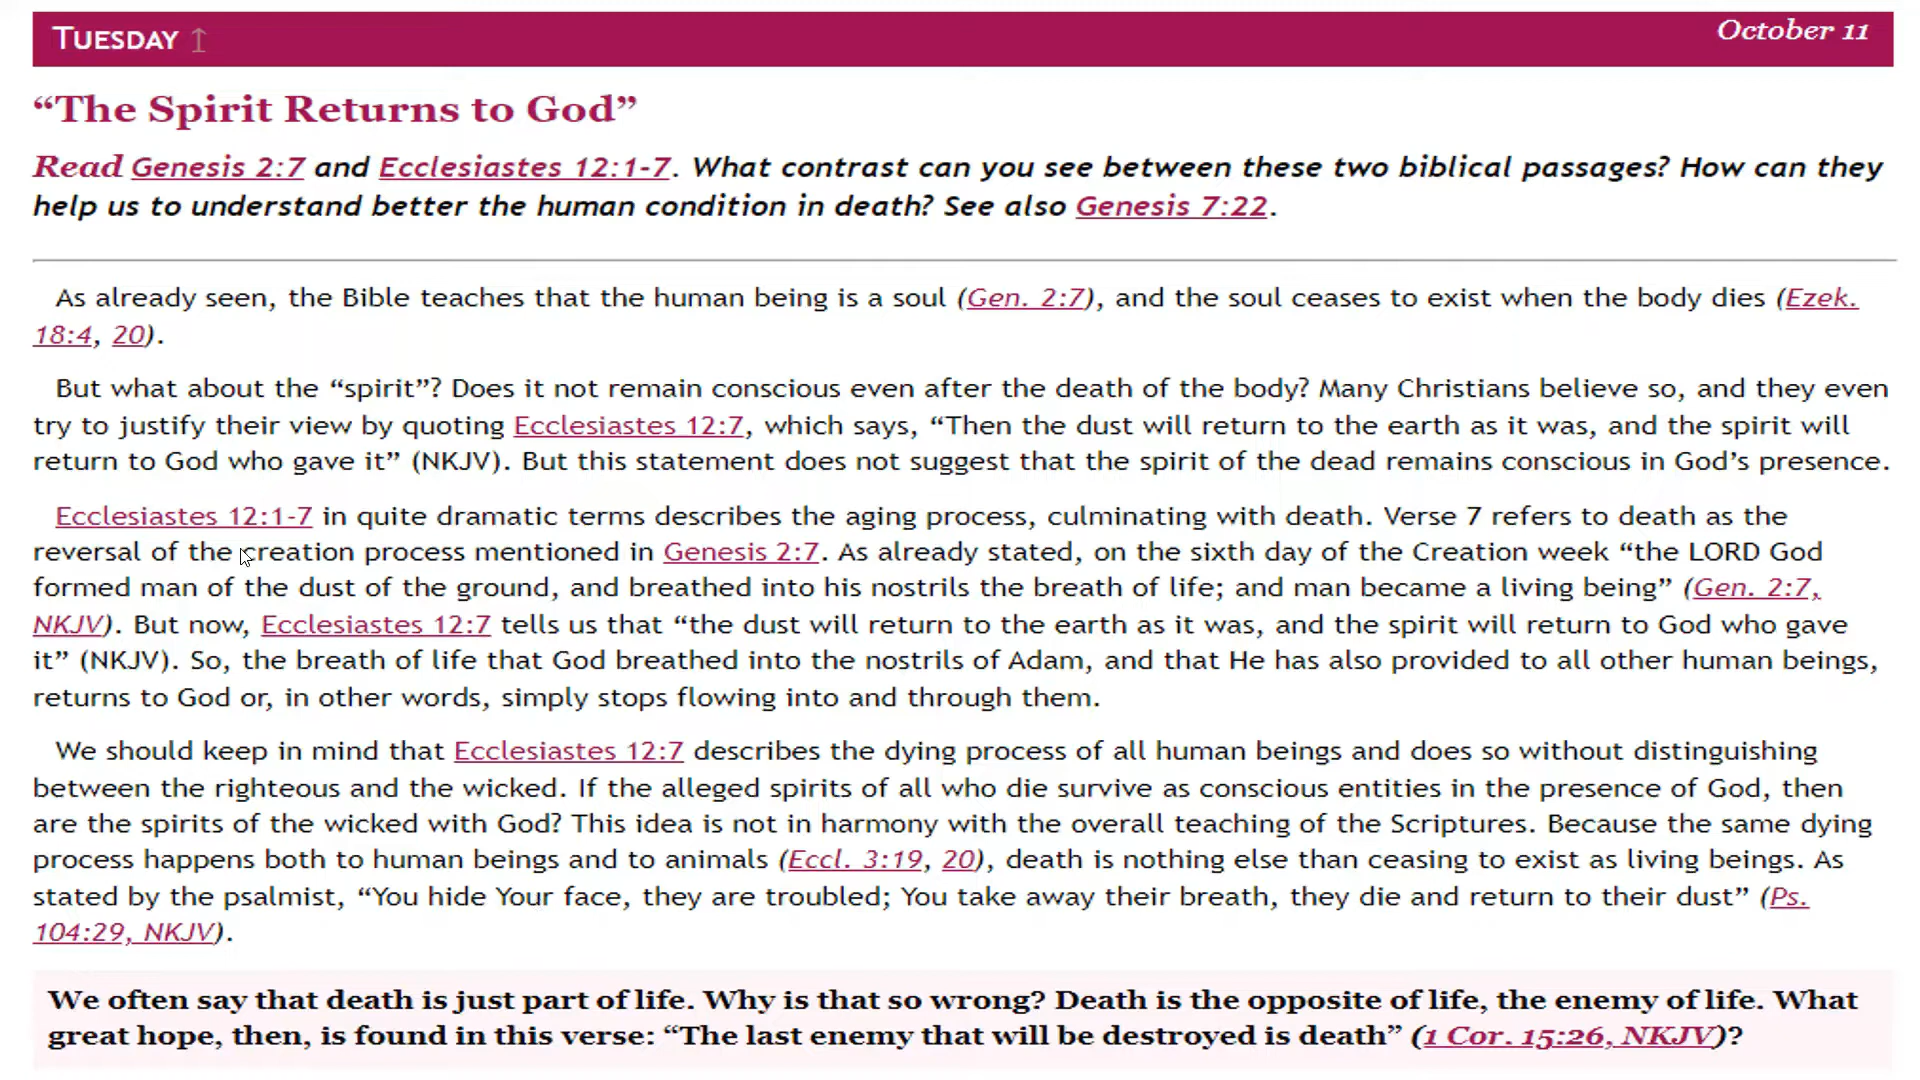 TUESDAY ↥
October 11
“The Spirit Returns to God”
Read Genesis 2:7 and Ecclesiastes 12:1-7. What contrast can you see between these two biblical passages? How can they
help us to understand better the human condition in death? See also Genesis 7:22.
As already seen, the Bible teaches that the human being is a soul (Gen. 2:7), and the soul ceases to exist when the body dies (Ezek.
18:4, 20).
But what about the “spirit”? Does it not remain conscious even after the death of the body? Many Christians believe so, and they even
try to justify their view by quoting Ecclesiastes 12:7, which says, “Then the dust will return to the earth as it was, and the spirit will
return to God who gave it” (NKJV). But this statement does not suggest that the spirit of the dead remains conscious in God’s presence.
Ecclesiastes 12:1-7 in quite dramatic terms describes the aging process, culminating with death. Verse 7 refers to death as the
reversal of the creation process mentioned in Genesis 2:7. As already stated, on the sixth day of the Creation week “the LORD God
formed man of the dust of the ground, and breathed into his nostrils the breath of life; and man became a living being” (Gen. 2:7,
NKJV). But now, Ecclesiastes 12:7 tells us that “the dust will return to the earth as it was, and the spirit will return to God who gave
it” (NKJV). So, the breath of life that God breathed into the nostrils of Adam, and that He has also provided to all other human beings,
returns to God or, in other words, simply stops flowing into and through them.
We should keep in mind that Ecclesiastes 12:7 describes the dying process of all human beings and does so without distinguishing
between the righteous and the wicked. If the alleged spirits of all who die survive as conscious entities in the presence of God, then
are the spirits of the wicked with God? This idea is not in harmony with the overall teaching of the Scriptures. Because the same dying
process happens both to human beings and to animals (Eccl. 3:19, 20), death is nothing else than ceasing to exist as living beings. As
stated by the psalmist, “You hide Your face, they are troubled; You take away their breath, they die and return to their dust” (Ps.
104:29, NKJV).
We often say that death is just part of life. Why is that so wrong? Death is the opposite of life, the enemy of life. What
great hope, then, is found in this verse: “The last enemy that will be destroyed is death” (1 Cor. 15:26, NKJV)?